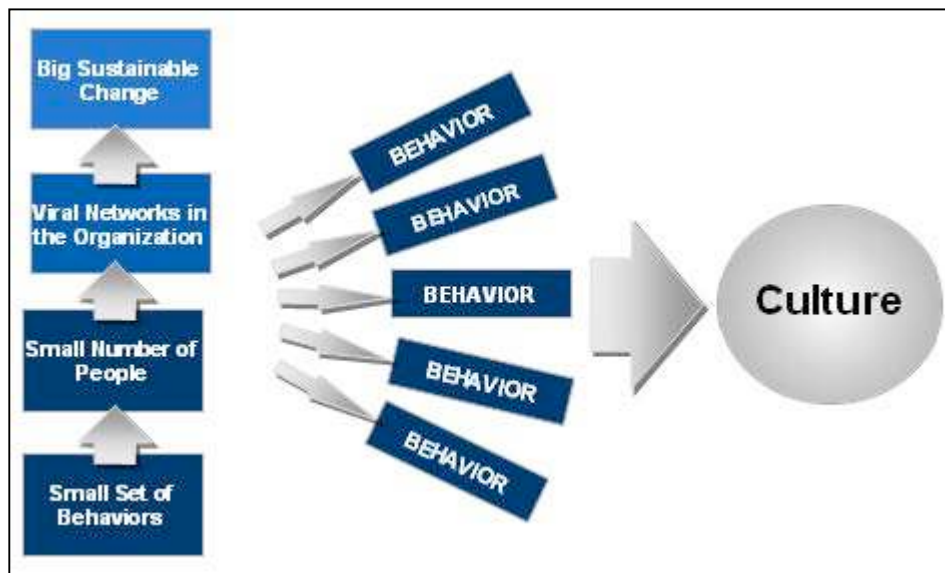 Big Sustainable
Change
Viral Networks in
the Organization
Small Number of
People
Small Set of
Behaviors
BEHAVIOR
BEHAVIOR
BEHAVIOR
BEHAVIOR
BEHAVIOR
Culture